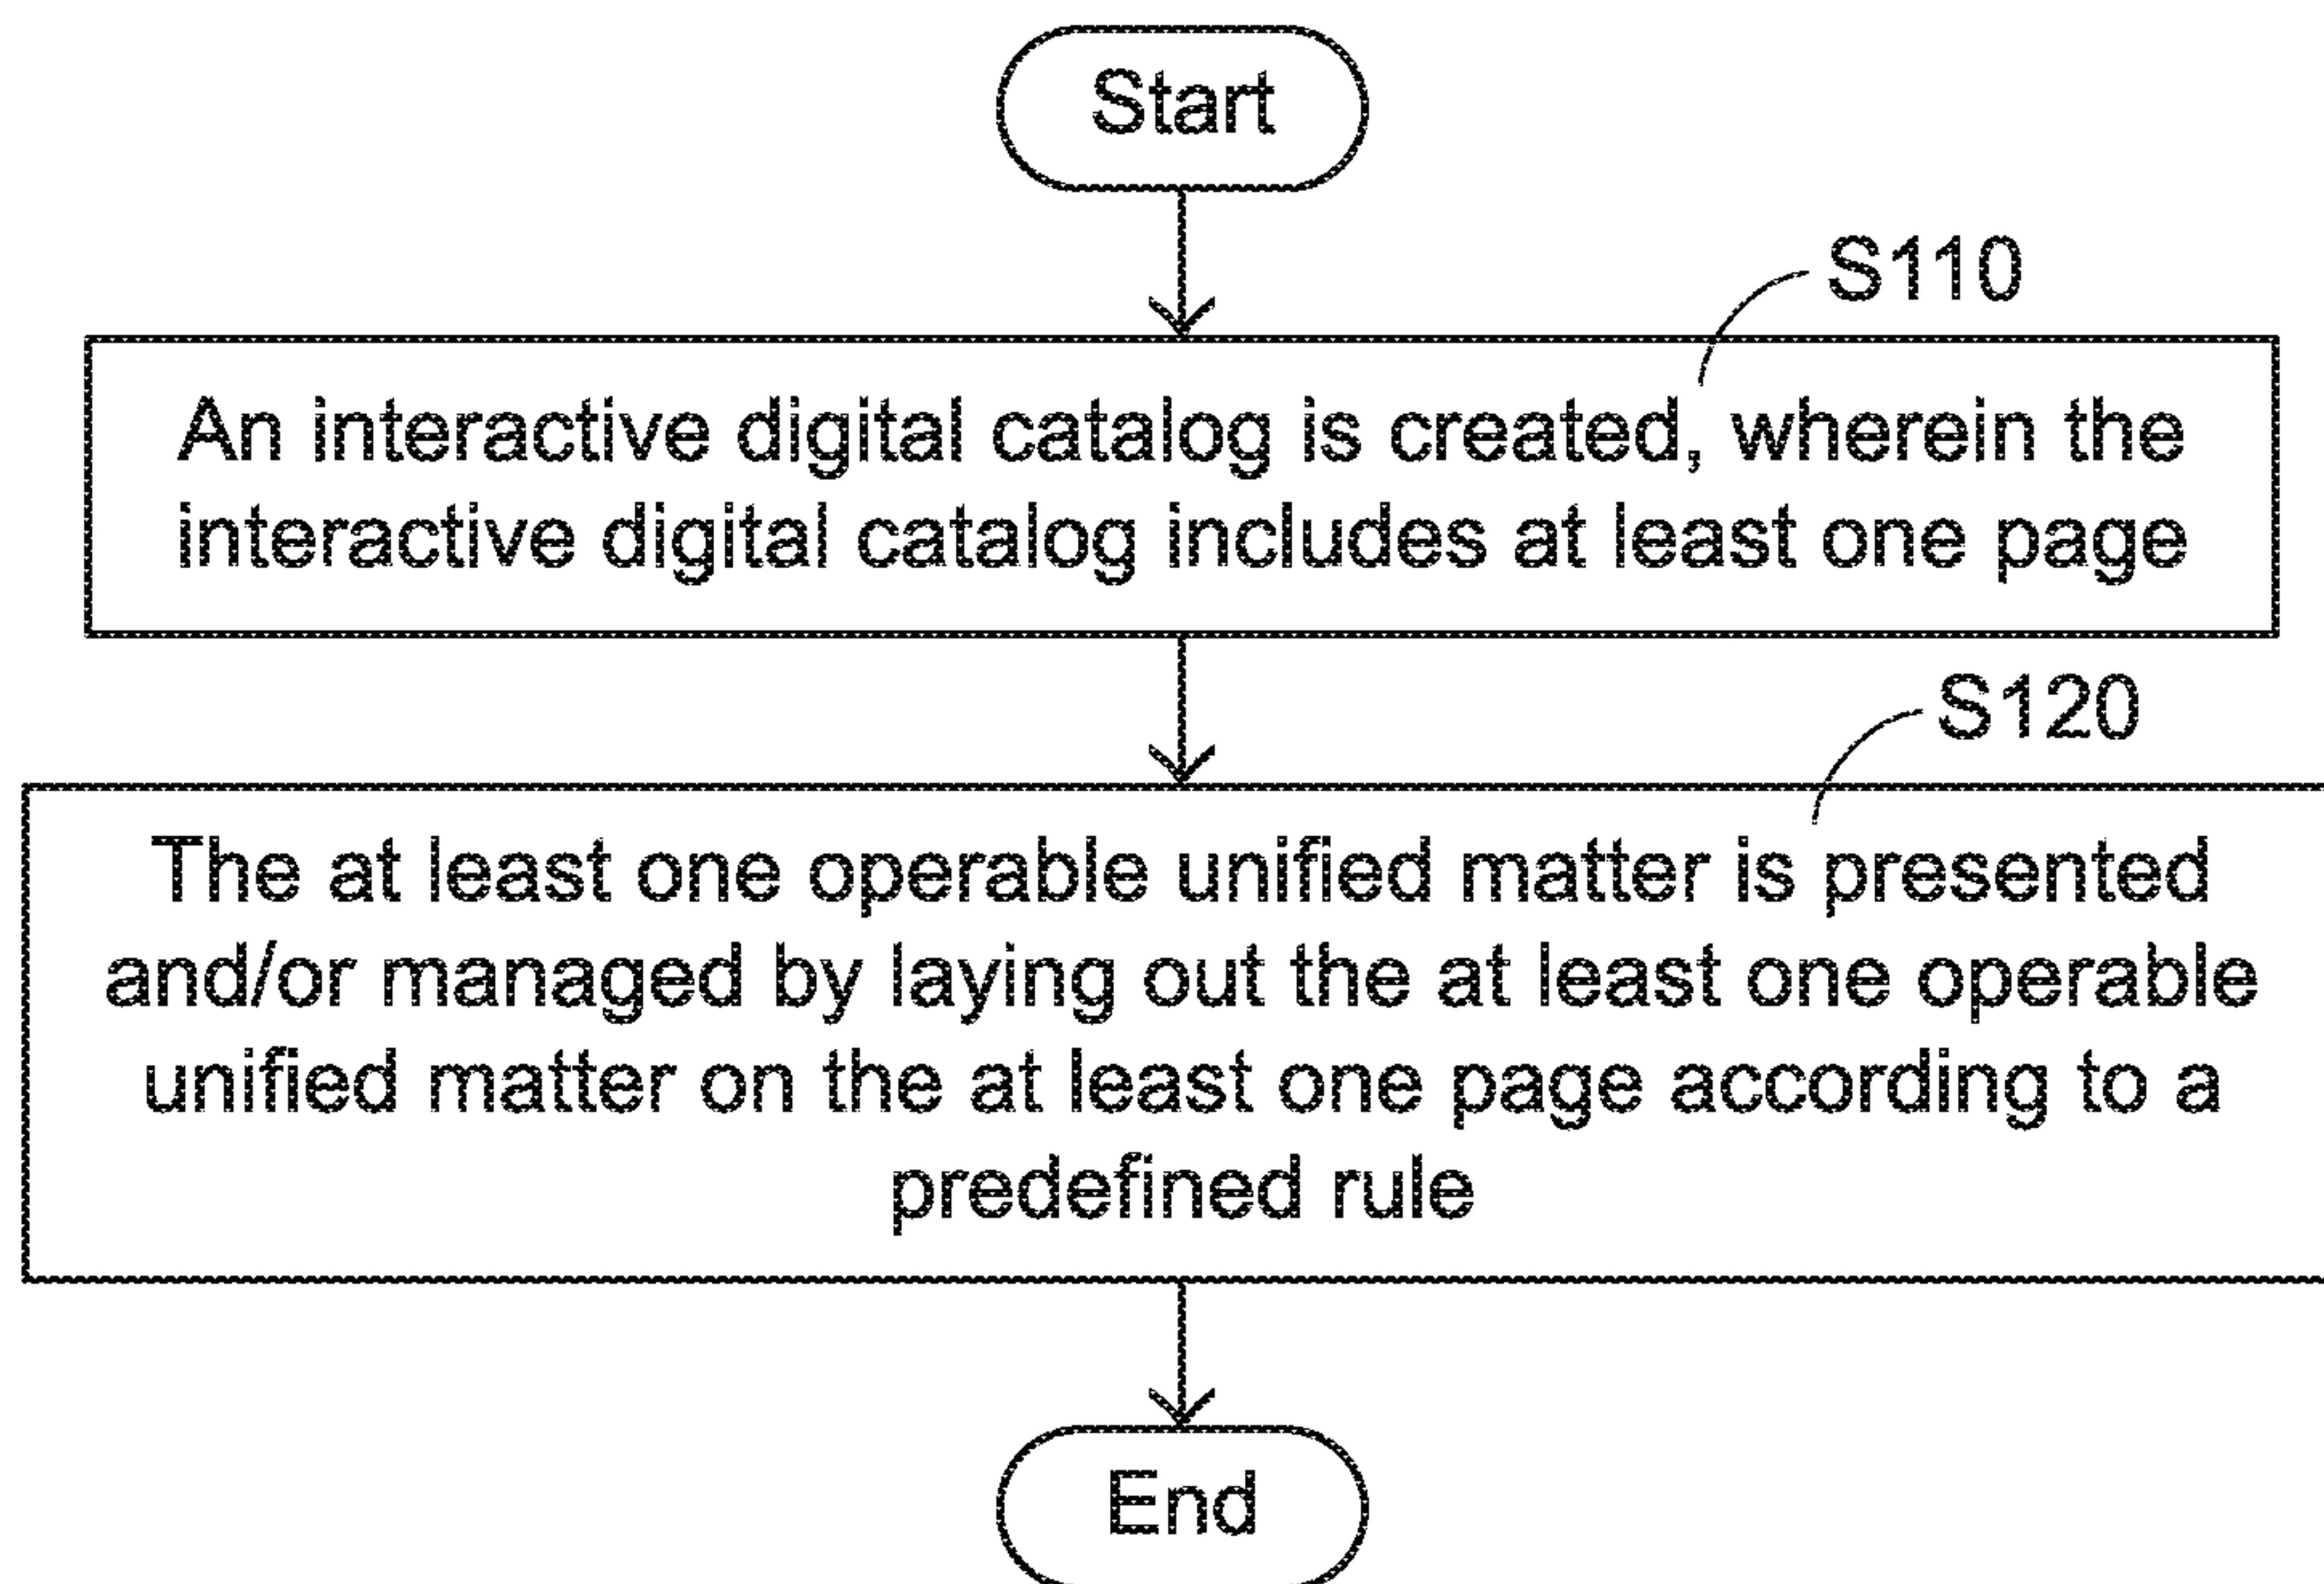 Start
S110
An interactive digital catalog is created, wherein the
interactive digital catalog includes at least one page
S120
The at least one operable unified matter is presented
and/or managed by laying out the at least one operable
unified matter on the at least one page according to a
predefined rule
End